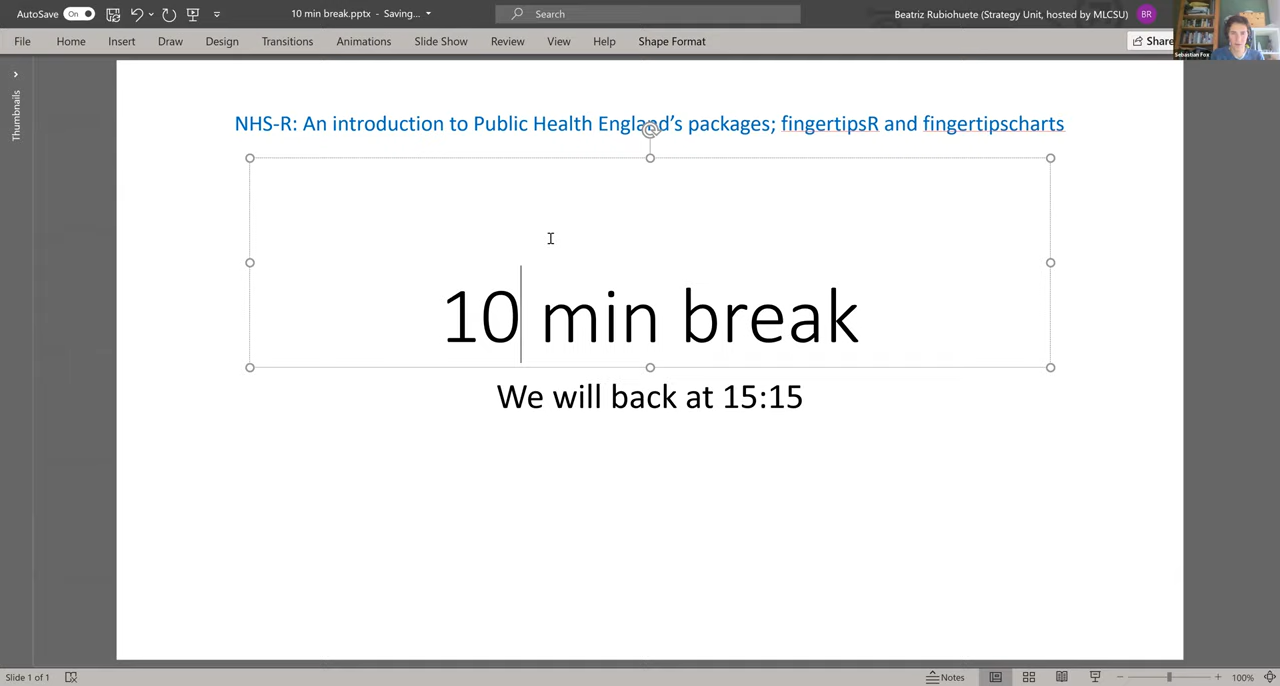 AutoSave On 10 min break.pptx - Saving... Search Beatriz Rubiohuete (Strategy Unit, hosted by MLCSU) BR
File Home Insert Draw Design Transitions Animations Slide Show Review View Help Shape Format Share
Sebastian Fox
Thumbnails
NHS-R: An introduction to Public Health England's packages; fingertipsR and fingertipscharts
10 min break
We will back at 15:15
Slide 1 of 1 Notes 100%